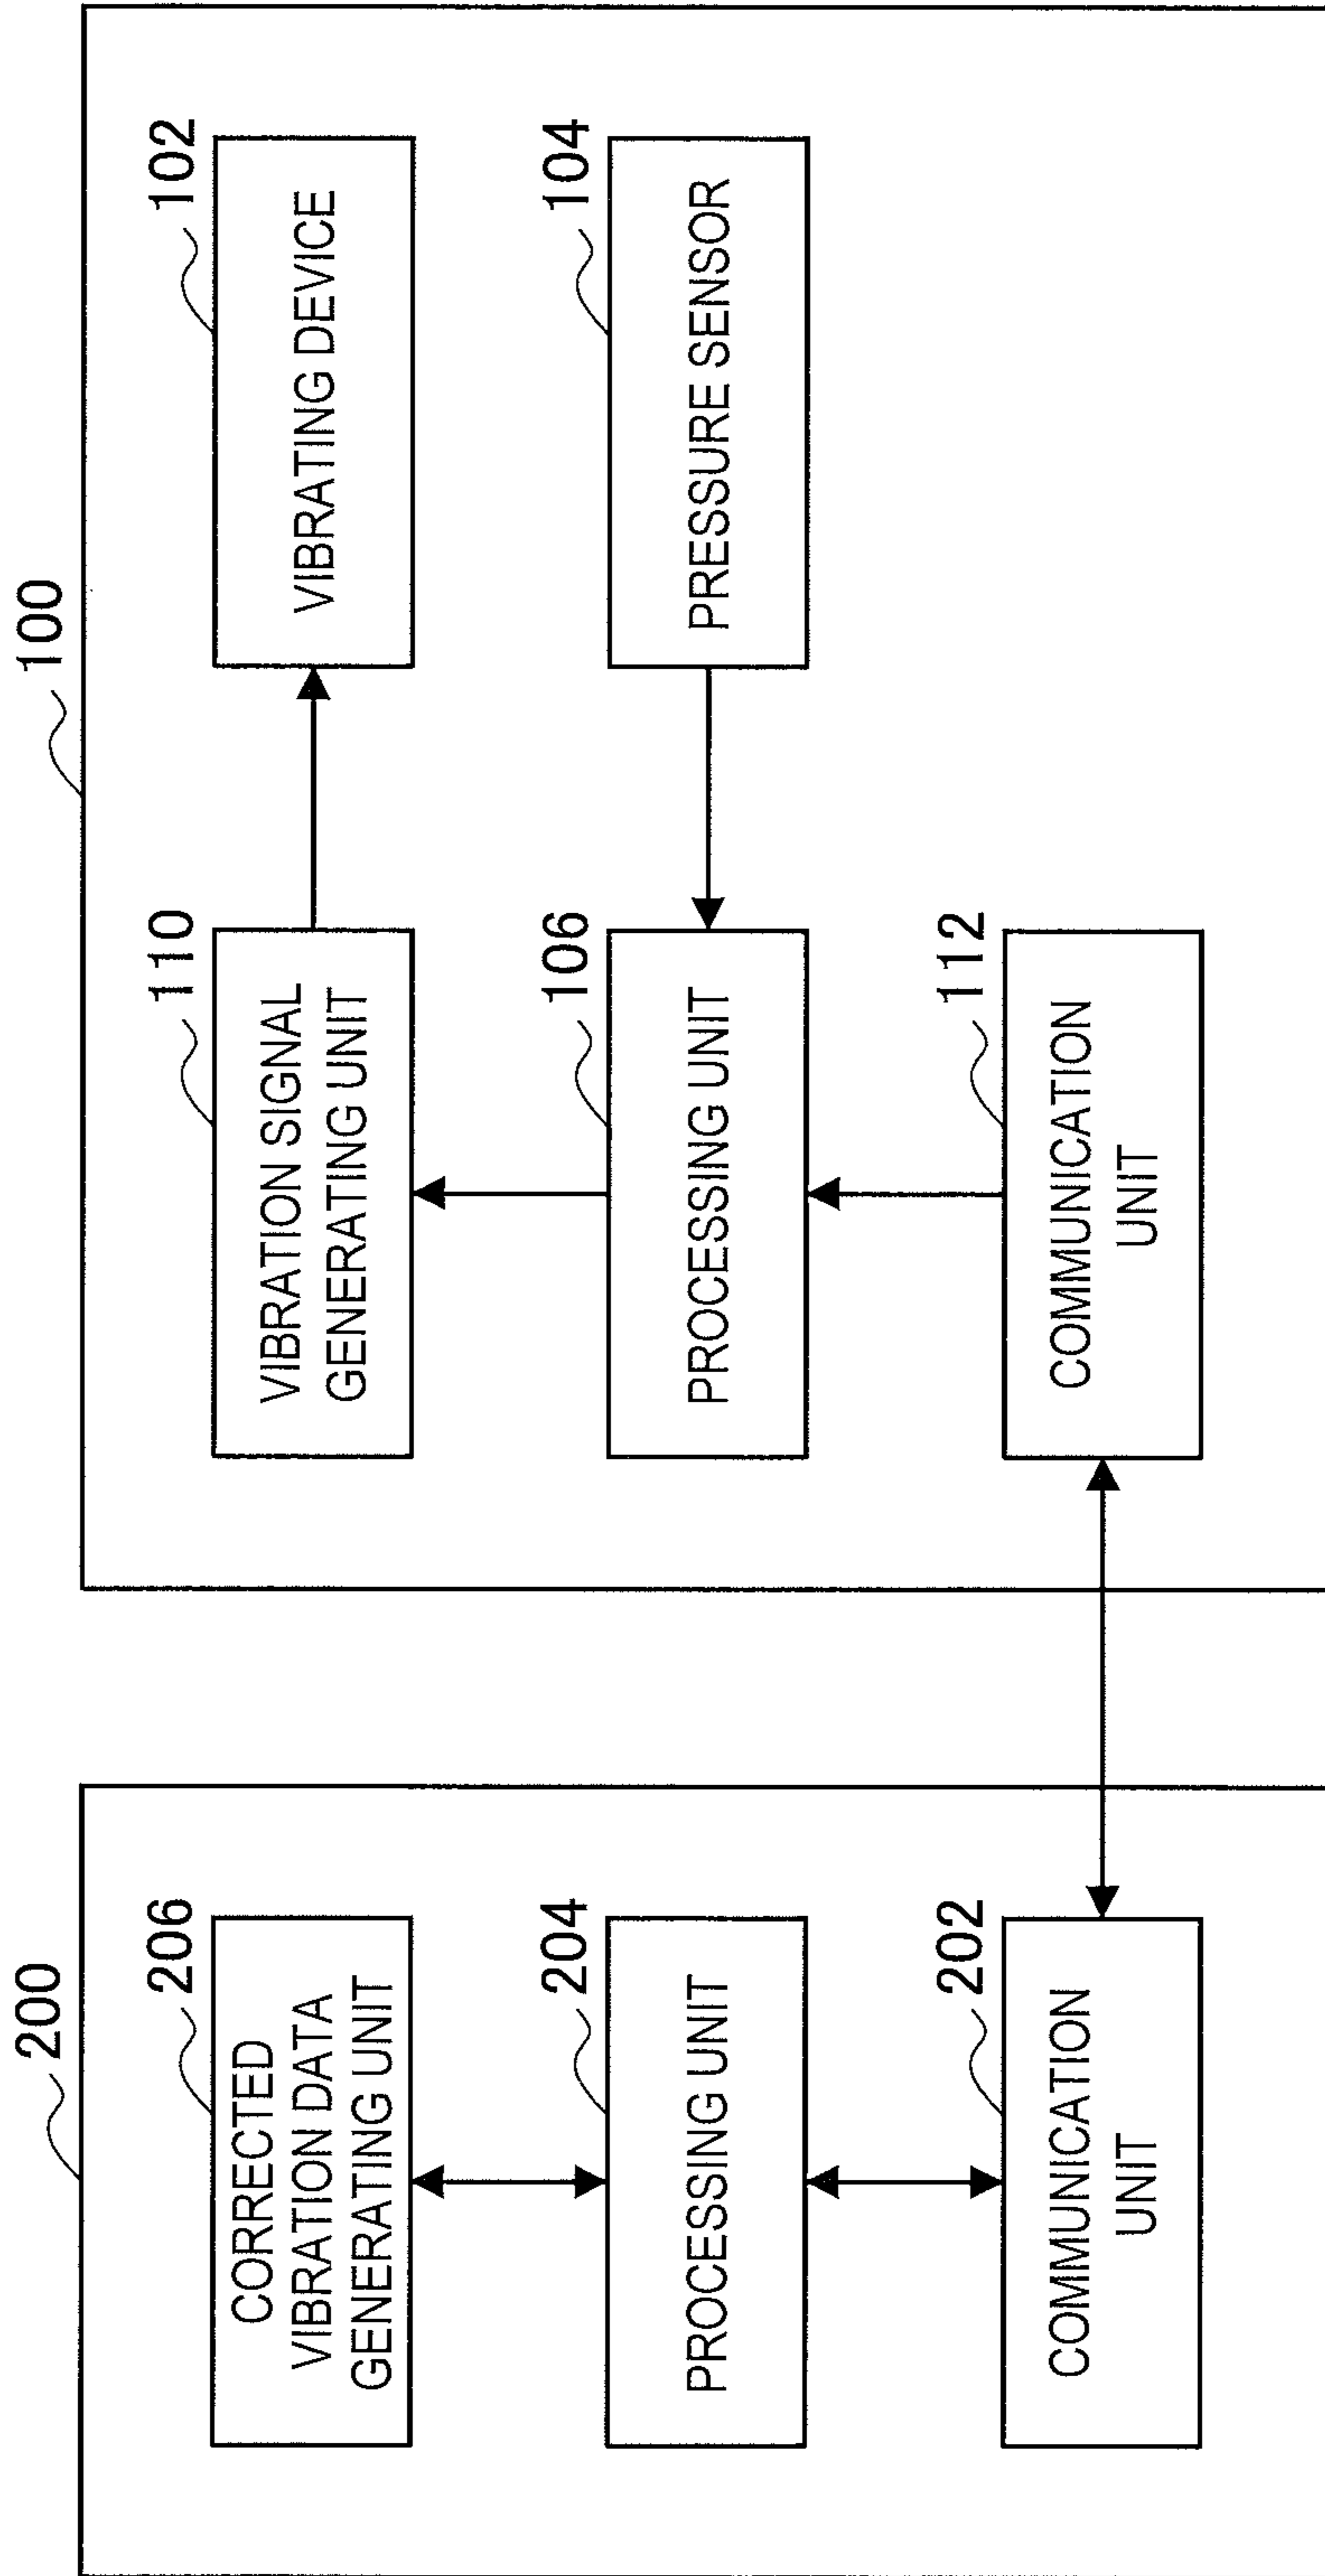 200
206
CORRECTED
VIBRATION DATA
GENERATING UNIT
204
PROCESSING UNIT
202
COMMUNICATION
UNIT
100
110
VIBRATION SIGNAL
GENERATING UNIT
102
VIBRATING DEVICE
106
PROCESSING UNIT
104
PRESSURE SENSOR
112
COMMUNICATION
UNIT